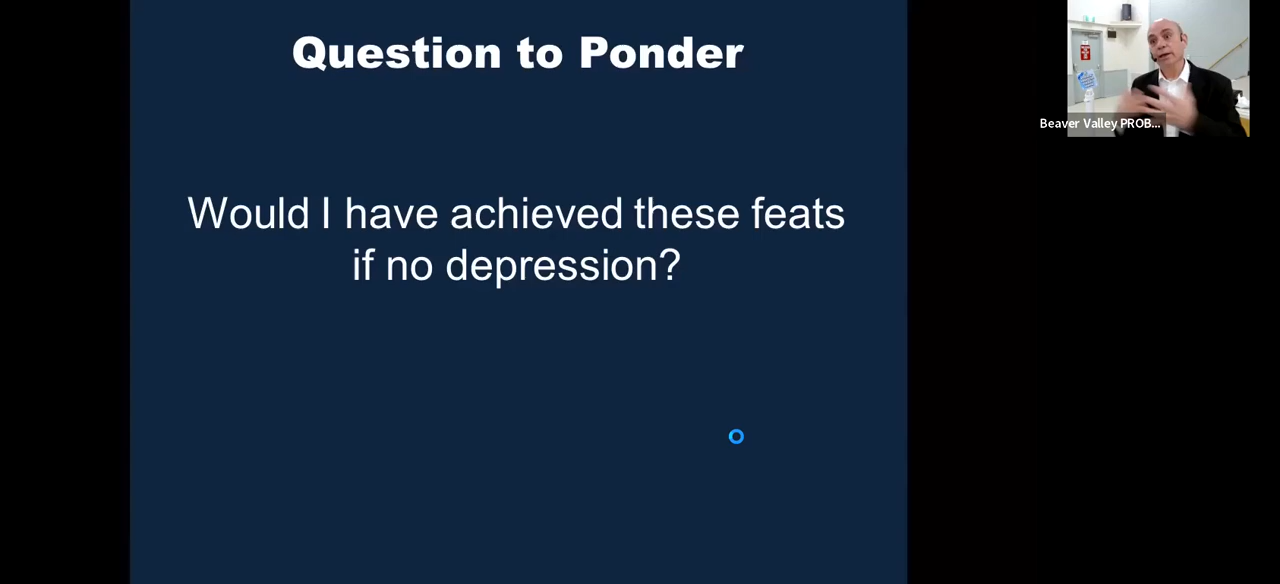 Question to Ponder
Would I have achieved these feats
if no depression?
Beaver Valley PROB...